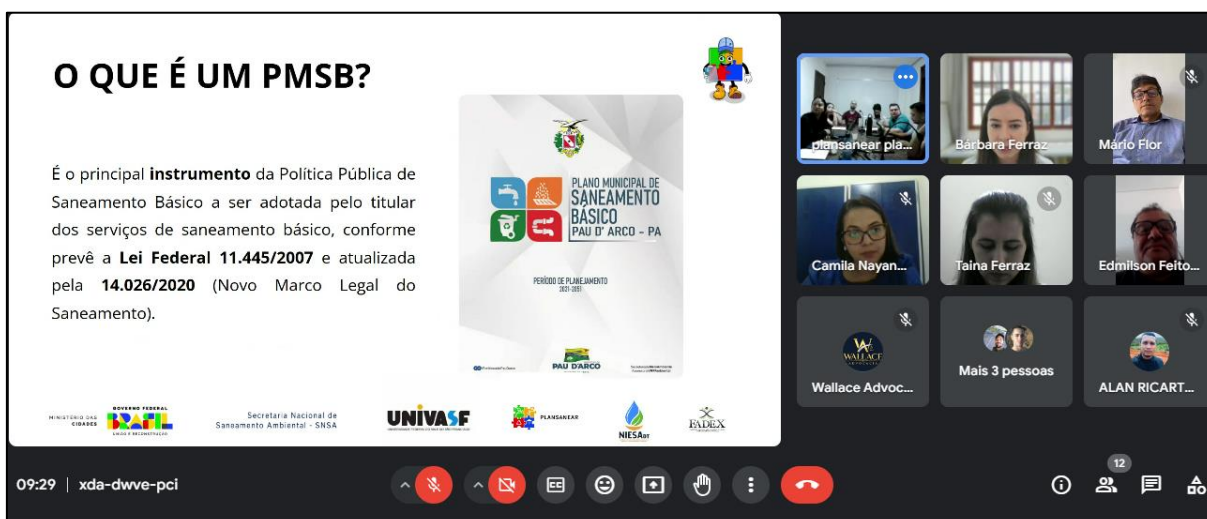 O QUE É UM PMSB?
É o principal instrumento da Política Pública de
Saneamento Básico a ser adotada pelo titular
dos serviços de saneamento básico, conforme
prevê a Lei Federal 11.445/2007 e atualizada
pela 14.026/2020 (Novo Marco Legal do
Saneamento).
PLANO MUNICIPAL DE
SANEAMENTO
BÁSICO
PAU D' ARCO - PA
PERÍODO DE PLANEJAMENTO
PAU D'ARCO
MINISTÉRIO DAS
CIDADES
GOVERNO FEDERAL
BRASIL
UNIÃO E RECONSTRUÇÃO
Secretaria Nacional de
Saneamento Ambiental - SNSA
UNIVASF
PLANSANEAR
NIESA
FADEX
plansanear pla...
Bárbara Ferraz
Mário Flor
Camila Nayan...
Taina Ferraz
Edmilson Feito...
WALLACE
Wallace Advoc...
Mais 3 pessoas
ALAN RICART...
09:29 | xda-dwve-pci
CC
12